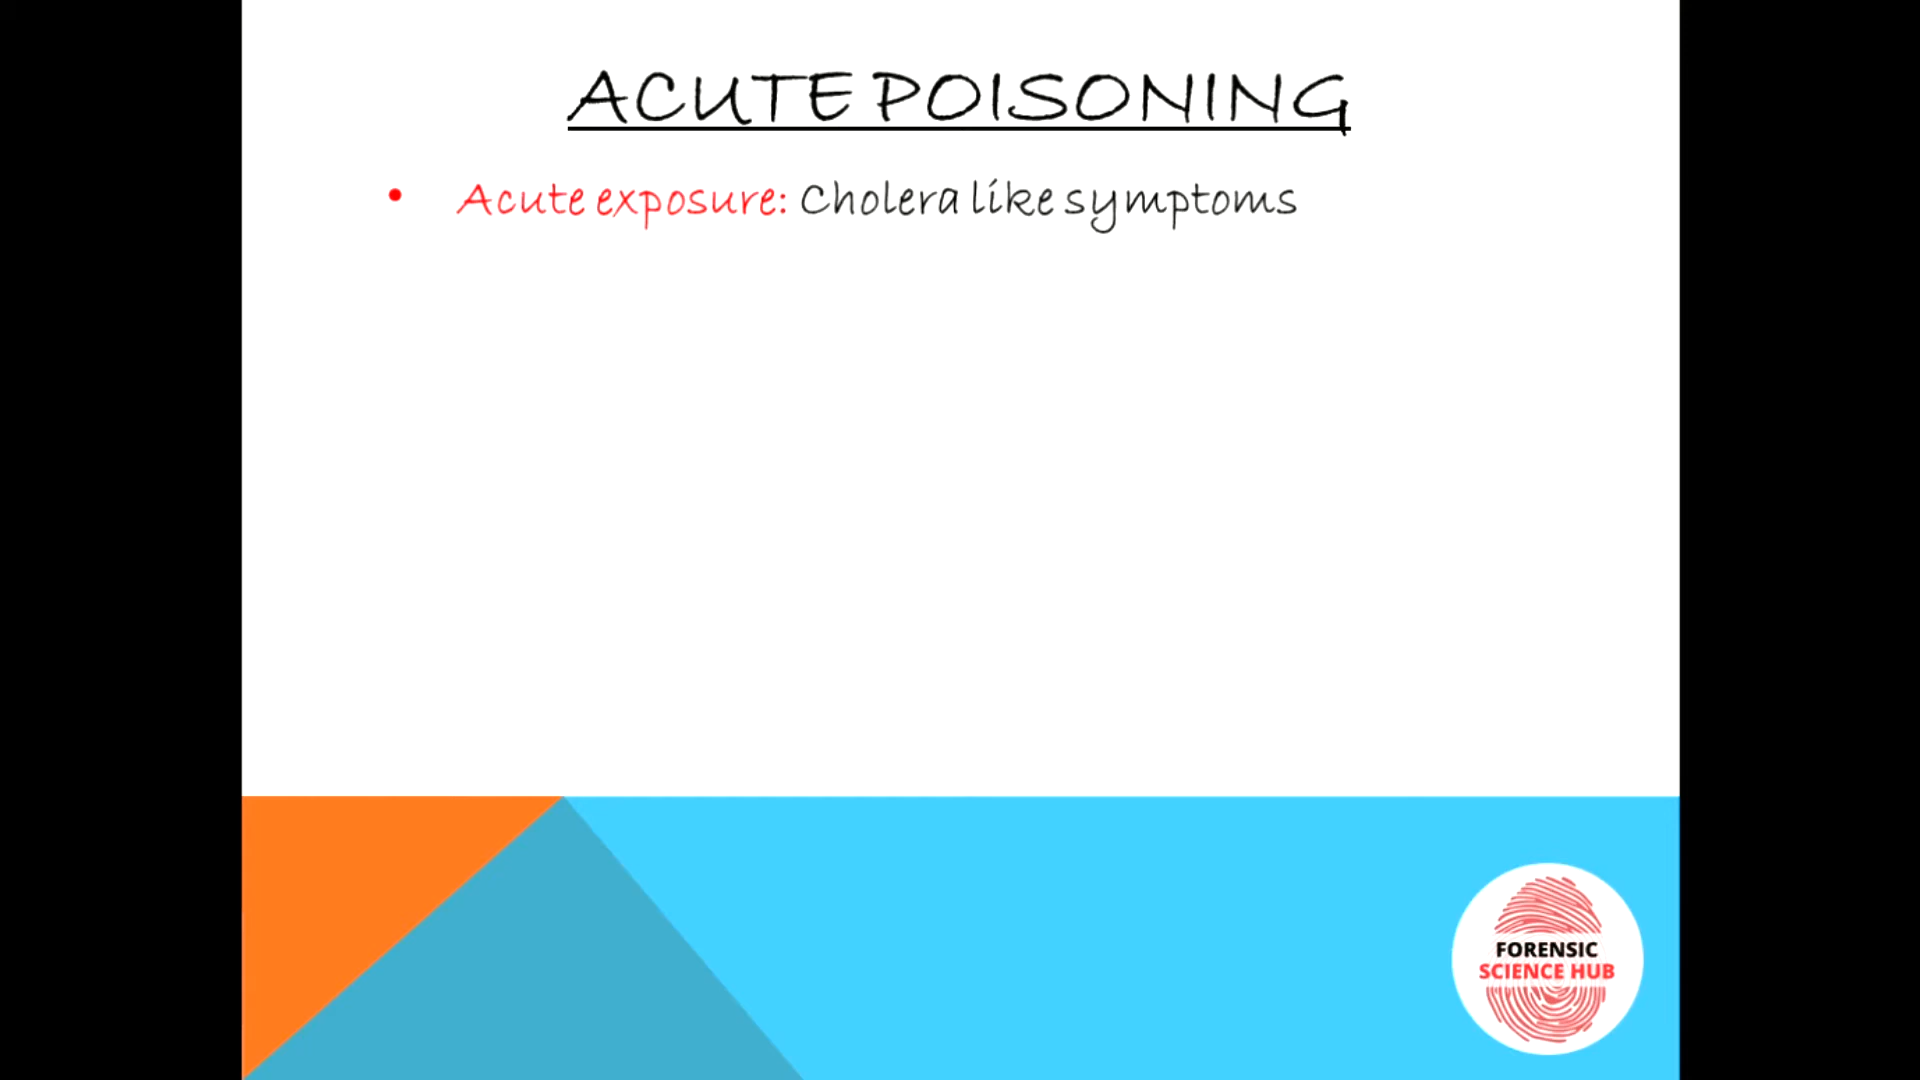 ACUTE POISONING
• Acute exposure: Cholera like symptoms
FORENSIC
SCIENCE HUB